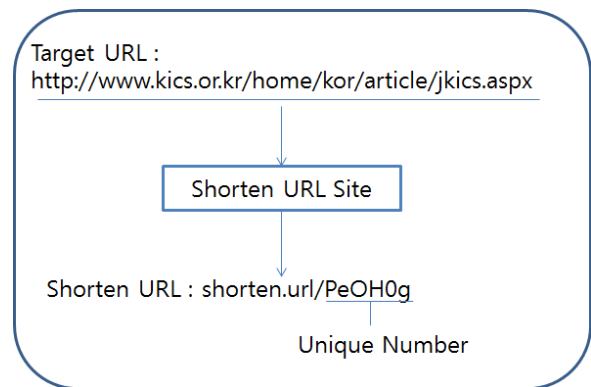 Target URL :
http://www.kics.or.kr/home/kor/article/jkics.aspx
Shorten URL Site
Shorten URL : shorten.url/PeOH0g
Unique Number